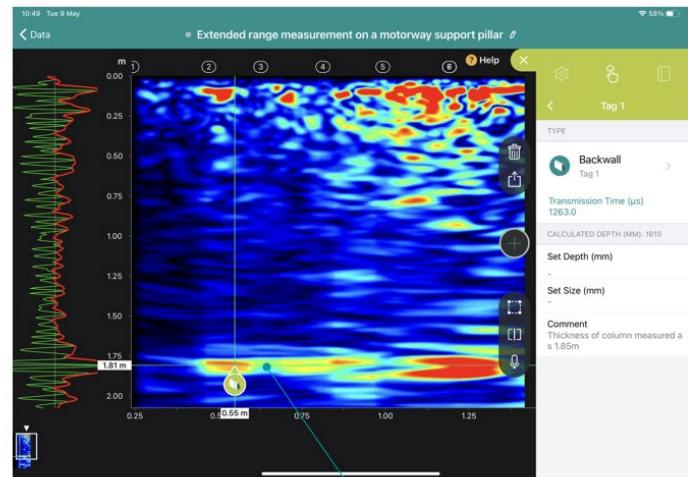 10:49 Tue 9 May
58%
Data
Extended range measurement on a motorway support pillar
m
1
2
3
4
5
Help
0.00
0.25
0.50
0.75
1.00
1.25
1.50
1.75
1.81 m
2.00
0.25
0.55 m
0.75
1.00
1.25
Tag 1
TYPE
Backwall
Tag 1
Transmission Time (µs)
1263.0
CALCULATED DEPTH (MM): 1810
Set Depth (mm)
-
Set Size (mm)
-
Comment
Thickness of column measured a
s 1.85m